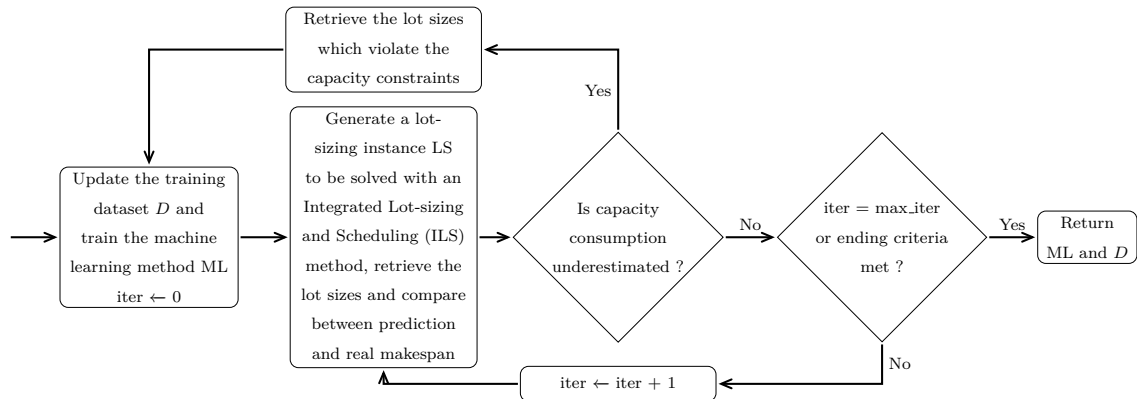 Retrieve the lot sizes
which violate the
capacity constraints
Yes
Update the training
dataset D and
train the machine
learning method ML
iter ← 0
Generate a lot-
sizing instance LS
to be solved with an
Integrated Lot-sizing
and Scheduling (ILS)
method, retrieve the
lot sizes and compare
between prediction
and real makespan
Is capacity
consumption
underestimated ?
No
iter = max_iter
or ending criteria
met ?
Yes
Return
ML and D
No
iter ← iter + 1